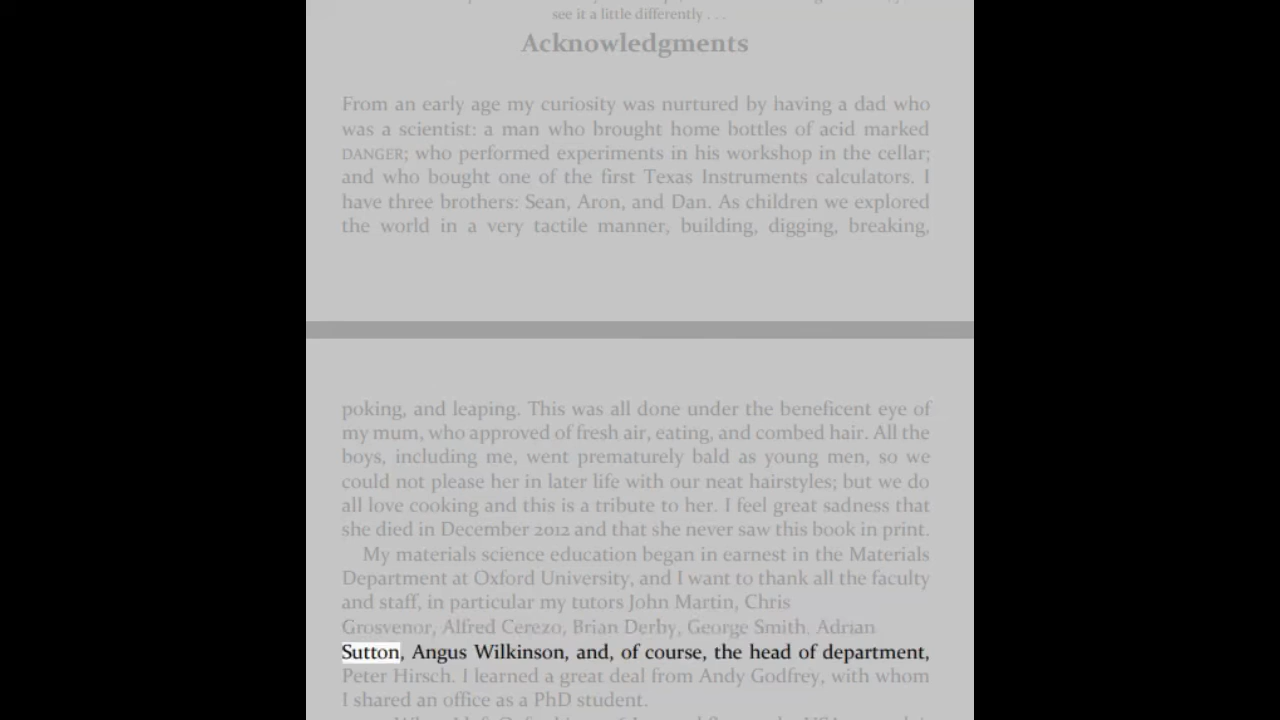 see it a little differently . . .
Acknowledgments
From an early age my curiosity was nurtured by having a dad who
was a scientist: a man who brought home bottles of acid marked
DANGER; who performed experiments in his workshop in the cellar;
and who bought one of the first Texas Instruments calculators. I
have three brothers: Sean, Aron, and Dan. As children we explored
the world in a very tactile manner, building, digging, breaking,
poking, and leaping. This was all done under the beneficent eye of
my mum, who approved of fresh air, eating, and combed hair. All the
boys, including me, went prematurely bald as young men, so we
could not please her in later life with our neat hairstyles; but we do
all love cooking and this is a tribute to her. I feel great sadness that
she died in December 2012 and that she never saw this book in print.
My materials science education began in earnest in the Materials
Department at Oxford University, and I want to thank all the faculty
and staff, in particular my tutors John Martin, Chris
Grosvenor, Alfred Cerezo, Brian Derby, George Smith, Adrian
Sutton, Angus Wilkinson, and, of course, the head of department,
Peter Hirsch. I learned a great deal from Andy Godfrey, with whom
I shared an office as a PhD student.